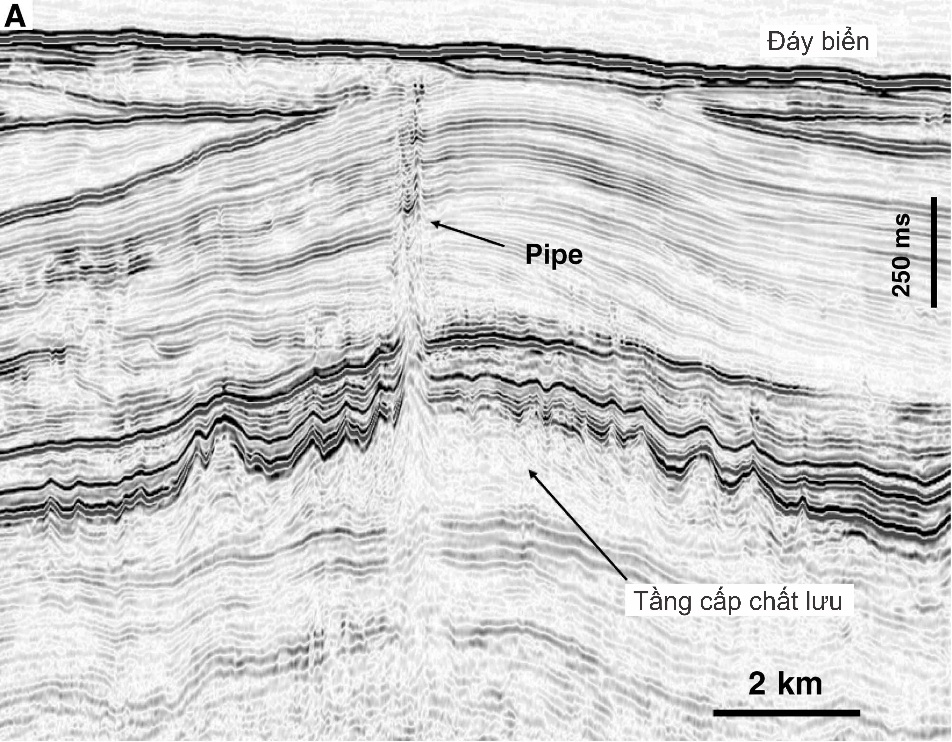 A
Đáy biển
250 ms
Pipe
Tầng cấp chất lưu
2 km